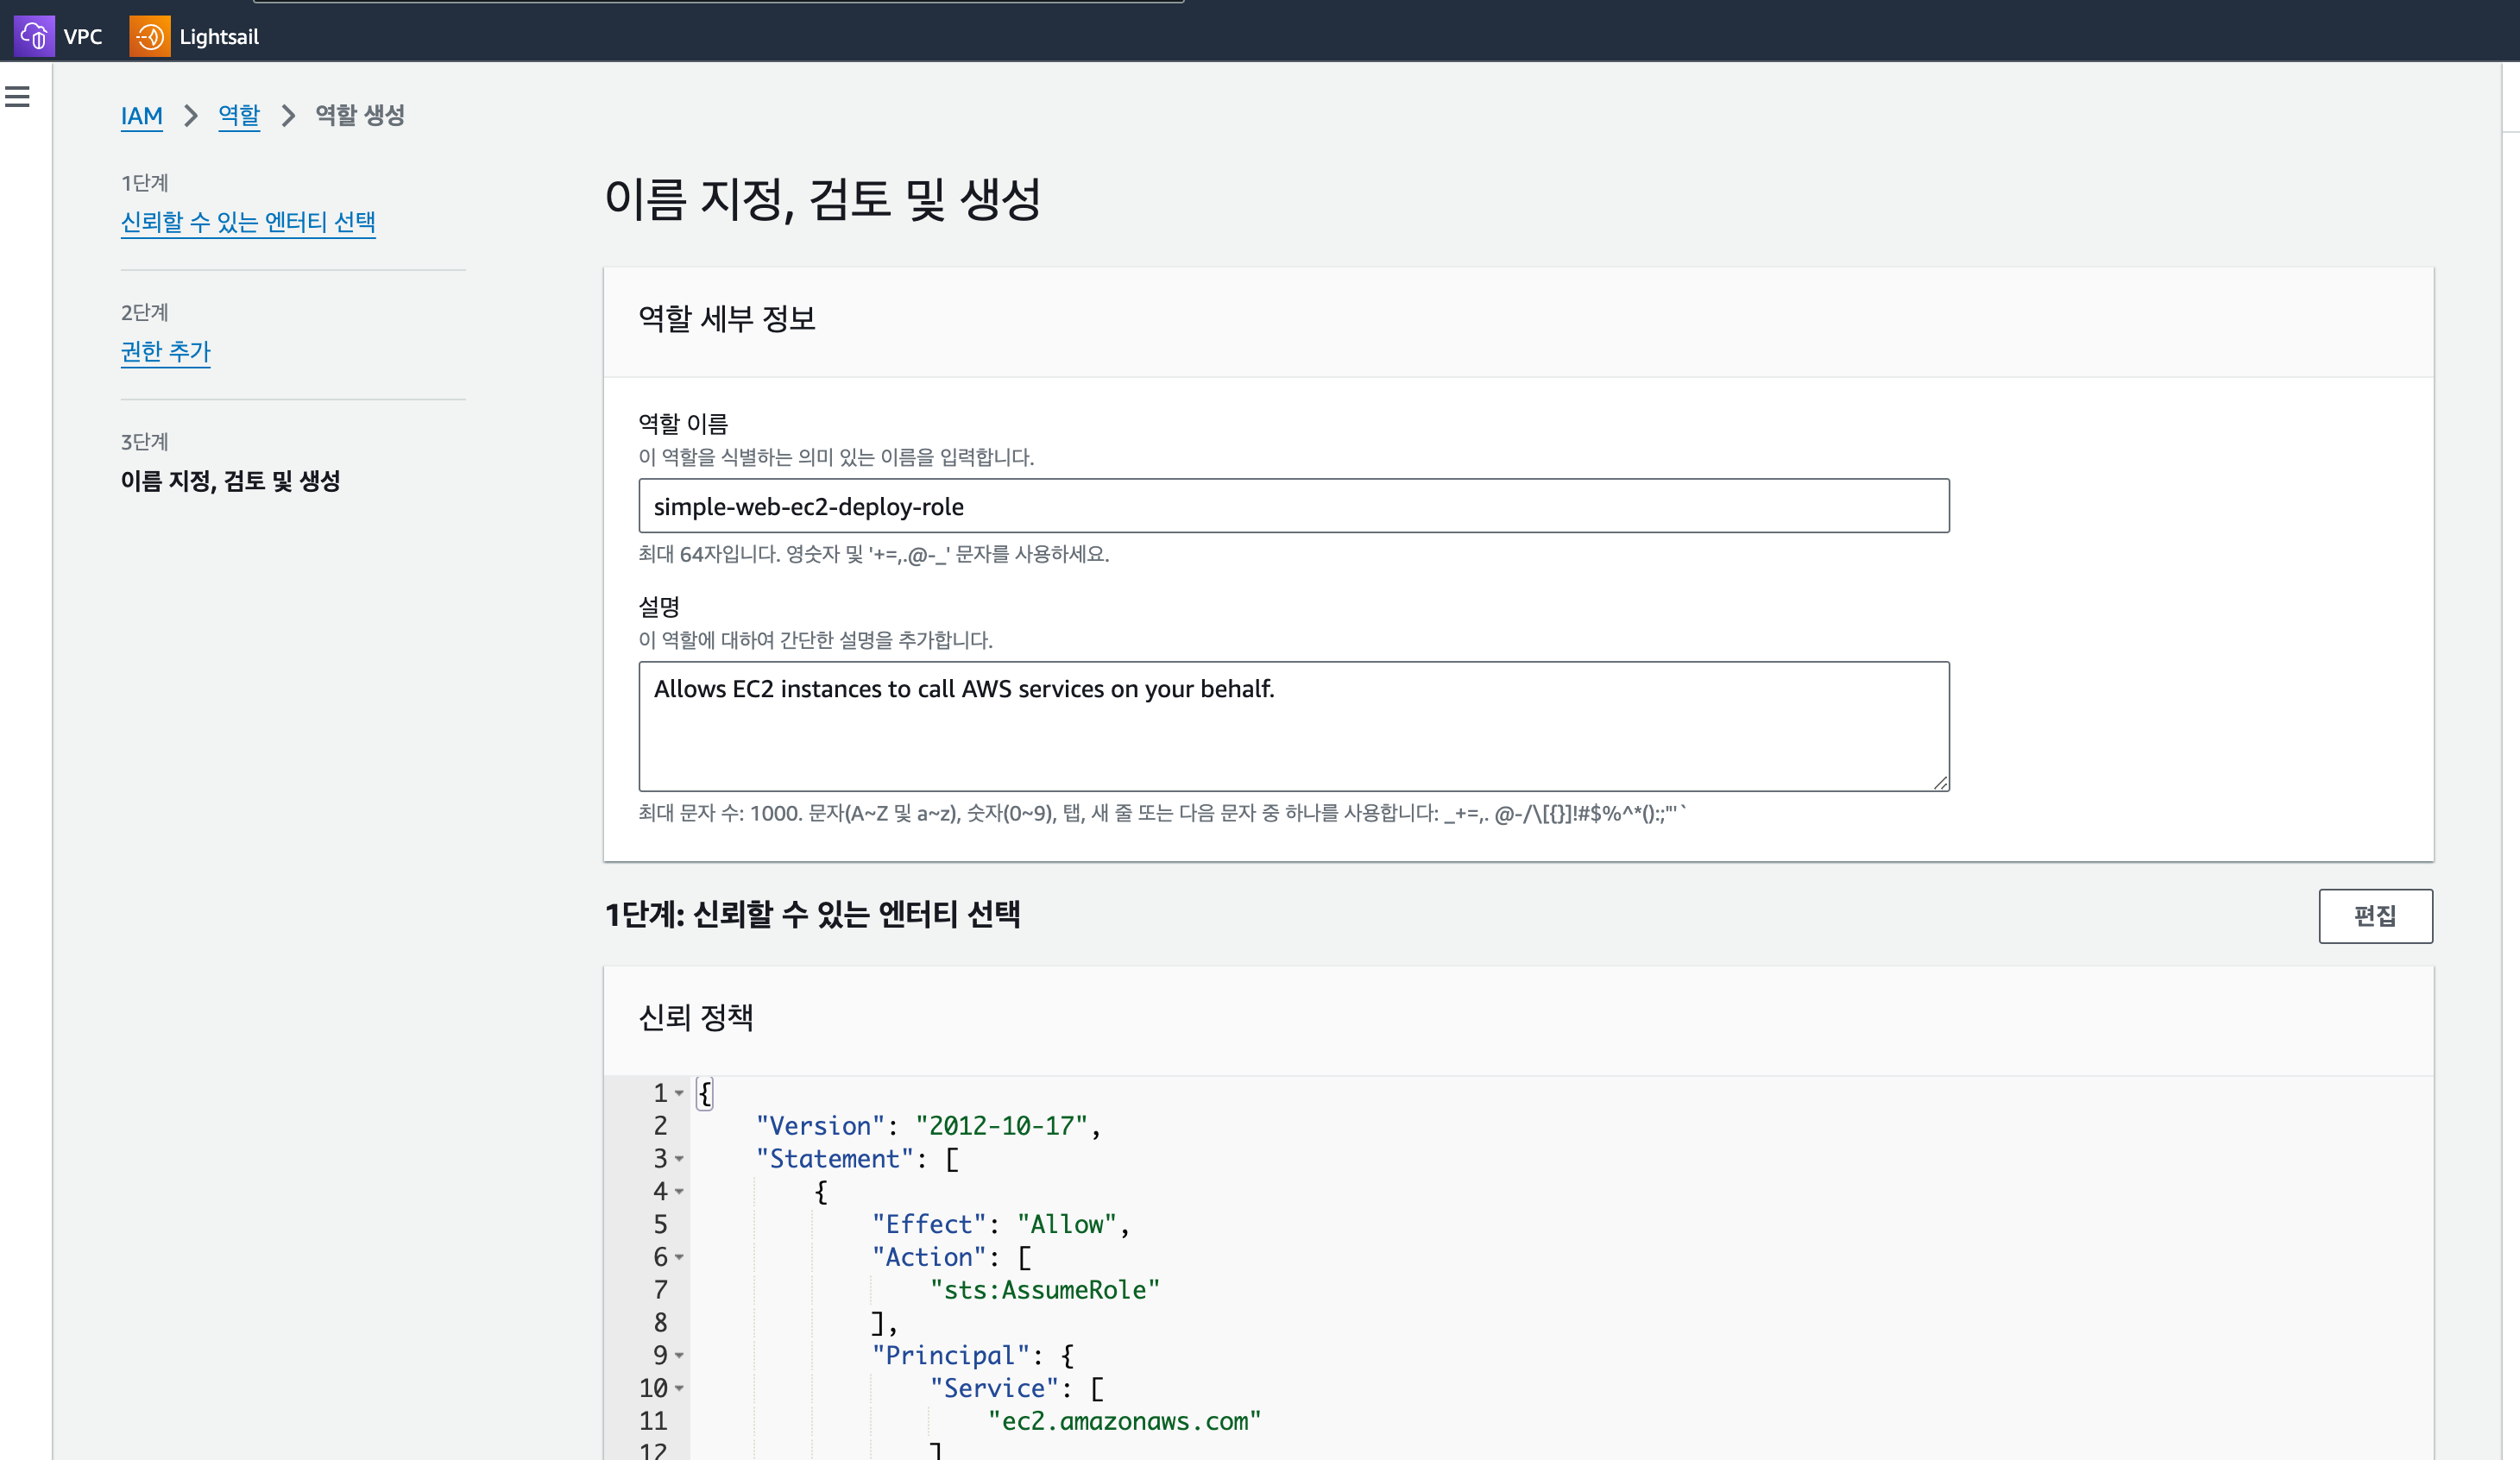 VPC
Lightsail
IAM > 역할 > 역할 생성
1단계
신뢰할 수 있는 엔터티 선택
2단계
권한 추가
3단계
이름 지정, 검토 및 생성
이름 지정, 검토 및 생성
역할 세부 정보
역할 이름
이 역할을 식별하는 의미 있는 이름을 입력합니다.
simple-web-ec2-deploy-role
최대 64자입니다. 영숫자 및 '+=,.@-_' 문자를 사용하세요.
설명
이 역할에 대하여 간단한 설명을 추가합니다.
Allows EC2 instances to call AWS services on your behalf.
최대 문자 수: 1000. 문자(A~Z 및 a~z), 숫자(0~9), 탭, 새 줄 또는 다음 문자 중 하나를 사용합니다: _+=,. @-/\[{}]!#$%^*();:"'`
1단계: 신뢰할 수 있는 엔터티 선택
편집
신뢰 정책
1 {
2 "Version": "2012-10-17",
3 "Statement": [
4 {
5 "Effect": "Allow",
6 "Action": [
7 "sts:AssumeRole"
8 ],
9 "Principal": {
10 "Service": [
11 "ec2.amazonaws.com"
12 ]